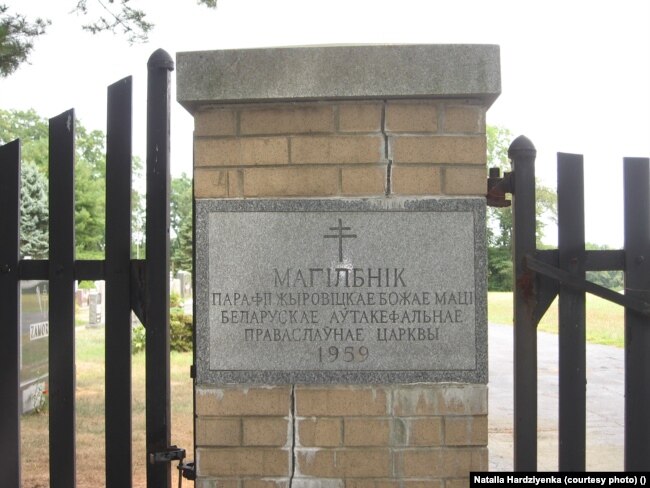 МАГІЛЬНІК
ПАРАФІІ ЖЫРОВІЦКАЕ БОЖАЕ МАЦІ
БЕЛАРУСКАЕ АЎТАКЕФАЛЬНАЕ
ПРАВАСЛАЎНАЕ ЦАРКВЫ
1959
Natalla Hardziyenka (courtesy photo) ()